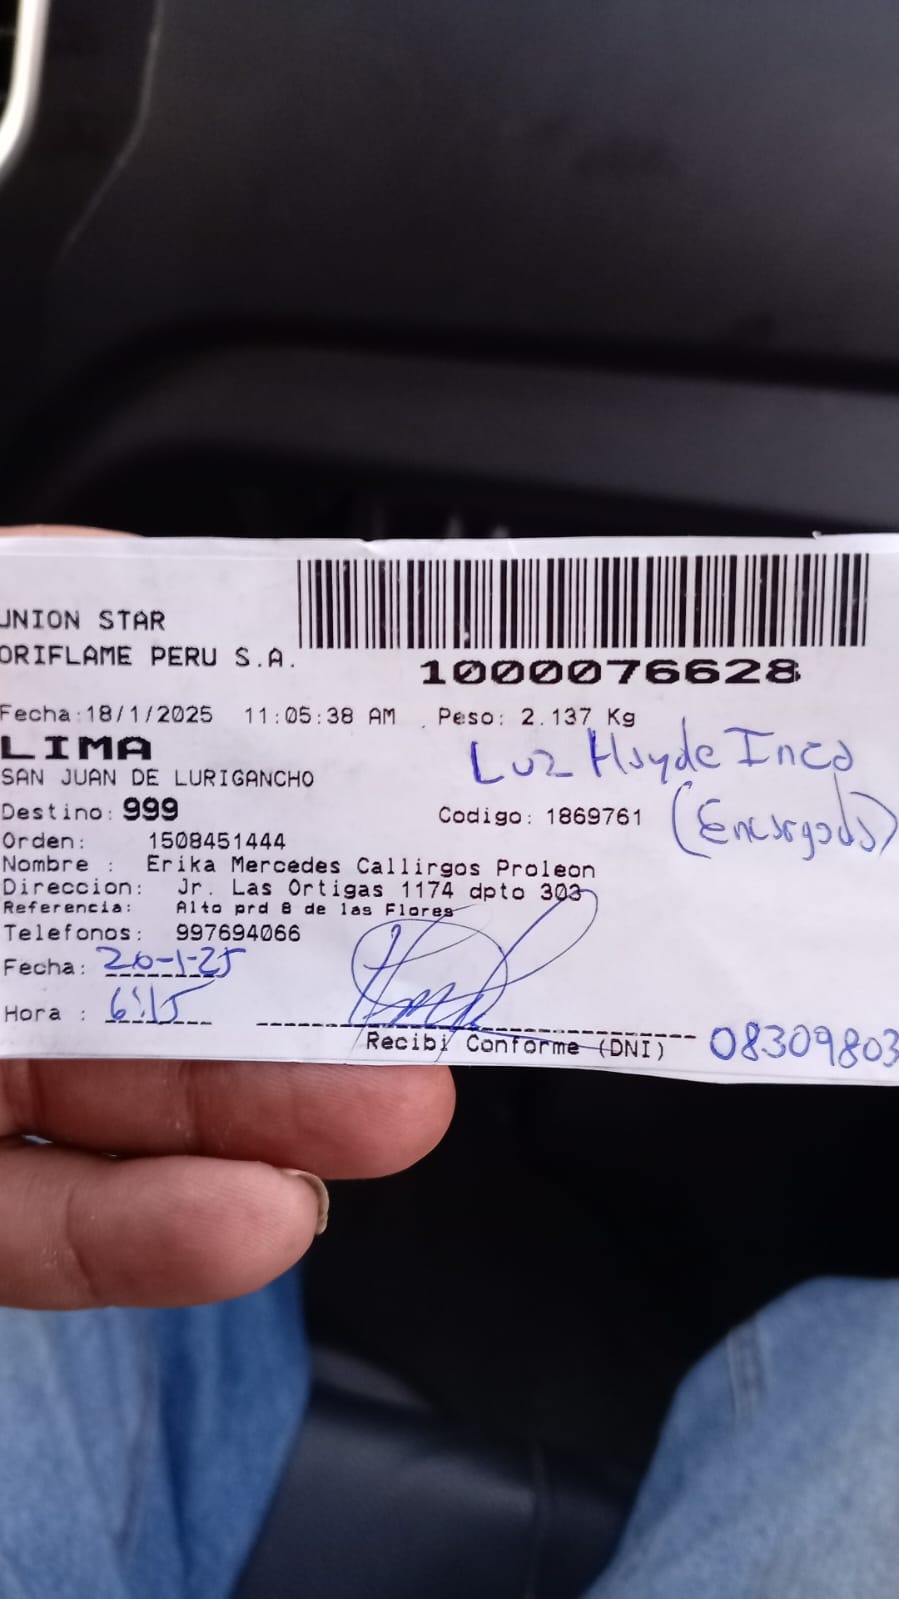 UNION STAR
ORIFLAME PERU S.A.
1000076628
Fecha:18/1/2025 11:05:38 AM Peso: 2.137 Kg
LIMA
Luz Hayde Inca
SAN JUAN DE LURIGANCHO
Destino: 999 Codigo: 1869761
(Encargada)
Orden: 1508451444
Nombre : Erika Mercedes Callirgos Proleon
Direccion: Jr. Las Ortigas 1174 dpto 303
Referencia: Alto prd 8 de las Flores
Telefonos: 997694066
Fecha: 20-1-25
Hora : 6:15
Recibi Conforme (DNI) 08309803